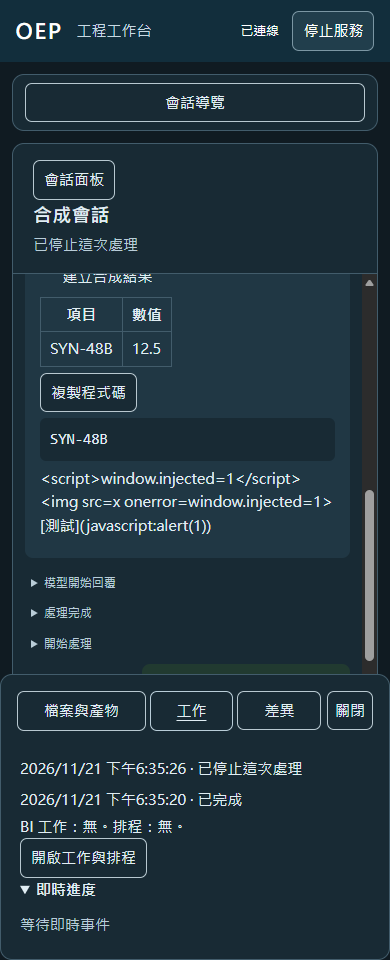 OEP 工程工作台 已連線 停止服務
會話導覽
會話面板
合成會話
已停止這次處理
建立合成結果
項目 數值
SYN-48B 12.5
複製程式碼
SYN-48B
<script>window.injected=1</script>
<img src=x onerror=window.injected=1>
[測試](javascript:alert(1))
▶ 模型開始回覆
▶ 處理完成
▶ 開始處理
檔案與產物 工作 差異 關閉
2026/11/21 下午6:35:26 · 已停止這次處理
2026/11/21 下午6:35:20 · 已完成
BI 工作：無。排程：無。
開啟工作與排程
▼ 即時進度
等待即時事件